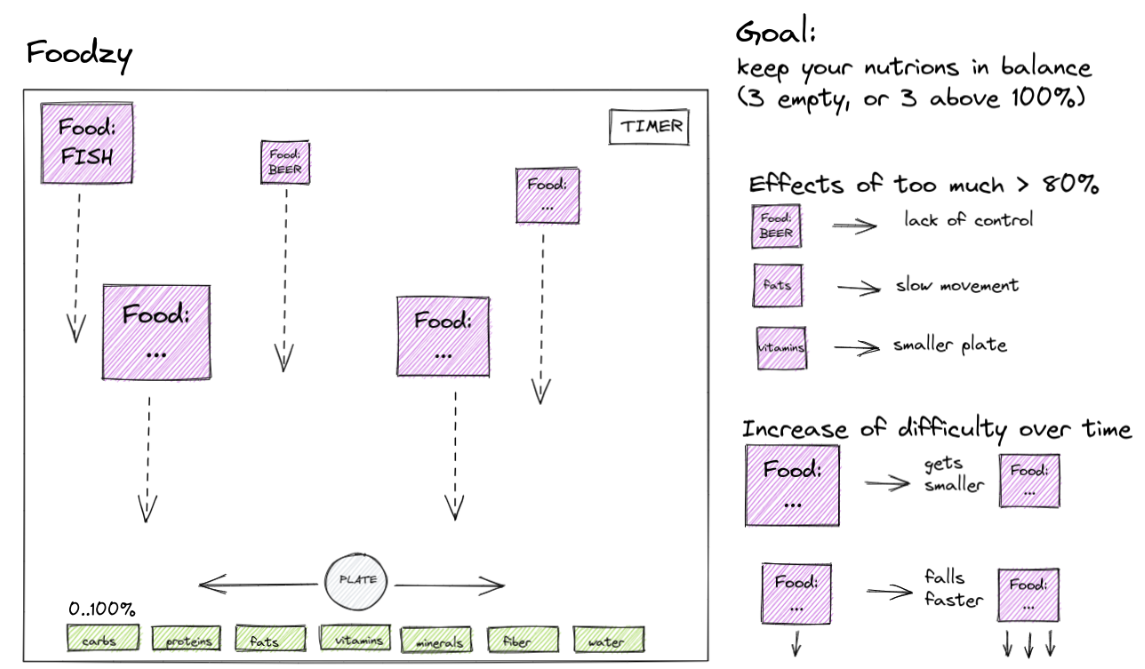 Foodzy
Food:
FISH
Food:
BEER
Food:
...
TIMER
Food:
...
Food:
...
PLATE
0..100%
carbs
proteins
fats
vitamins
minerals
fiber
water
Goal:
keep your nutrions in balance
(3 empty, or 3 above 100%)
Effects of too much > 80%
Food:
BEER
lack of control
fats
slow movement
vitamins
smaller plate
Increase of difficulty over time
Food:
...
gets
smaller
Food:
...
Food:
...
falls
faster
Food:
...